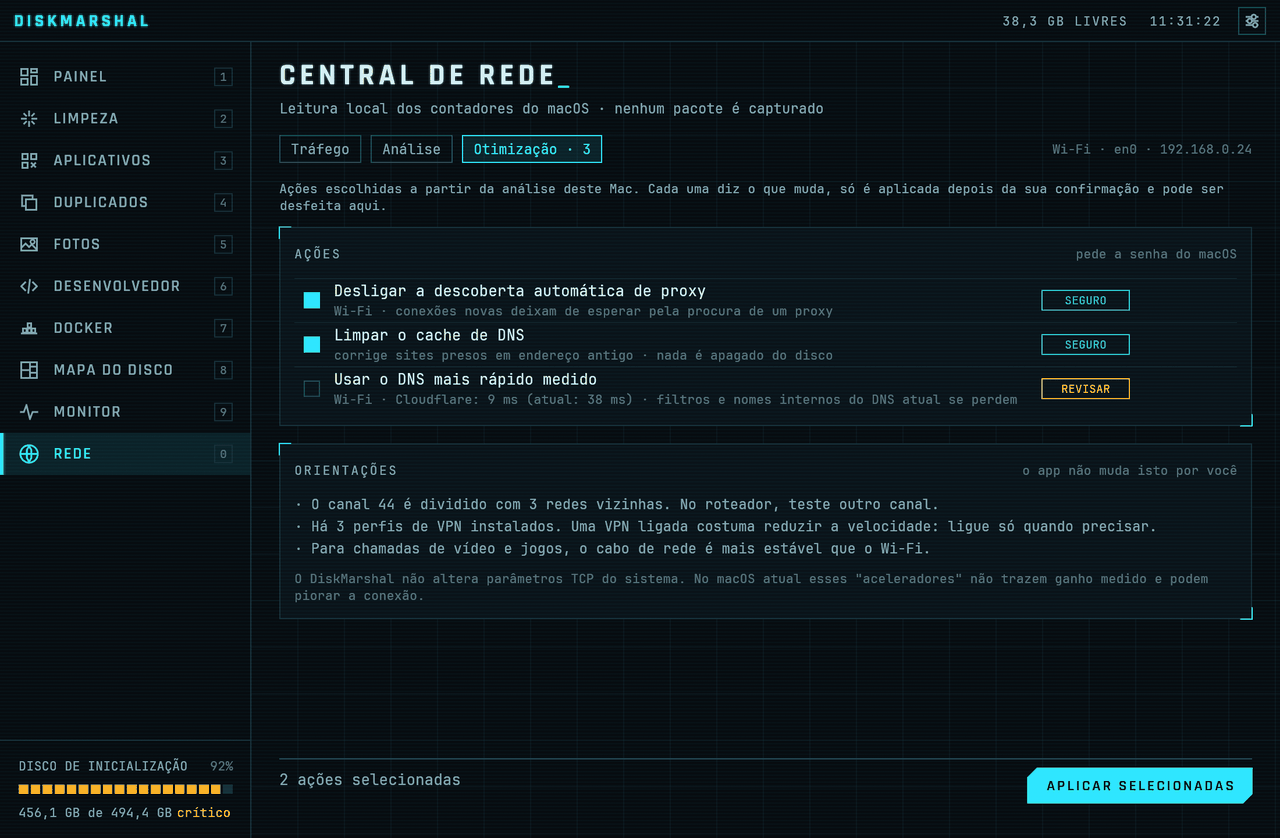 DISKMARSHAL
38,3 GB LIVRES 11:31:22
PAINEL 1
LIMPEZA 2
APLICATIVOS 3
DUPLICADOS 4
FOTOS 5
DESENVOLVEDOR 6
DOCKER 7
MAPA DO DISCO 8
MONITOR 9
REDE 0
DISCO DE INICIALIZAÇÃO 92%
456,1 GB de 494,4 GB crítico
CENTRAL DE REDE_
Leitura local dos contadores do macOS · nenhum pacote é capturado
Tráfego Análise Otimização · 3 Wi-Fi · en0 · 192.168.0.24
Ações escolhidas a partir da análise deste Mac. Cada uma diz o que muda, só é aplicada depois da sua confirmação e pode ser
desfeita aqui.
AÇÕES pede a senha do macOS
Desligar a descoberta automática de proxy
Wi-Fi · conexões novas deixam de esperar pela procura de um proxy
SEGURO
Limpar o cache de DNS
corrige sites presos em endereço antigo · nada é apagado do disco
SEGURO
Usar o DNS mais rápido medido
Wi-Fi · Cloudflare: 9 ms (atual: 38 ms) · filtros e nomes internos do DNS atual se perdem
REVISAR
ORIENTAÇÕES o app não muda isto por você
· O canal 44 é dividido com 3 redes vizinhas. No roteador, teste outro canal.
· Há 3 perfis de VPN instalados. Uma VPN ligada costuma reduzir a velocidade: ligue só quando precisar.
· Para chamadas de vídeo e jogos, o cabo de rede é mais estável que o Wi-Fi.
O DiskMarshal não altera parâmetros TCP do sistema. No macOS atual esses "aceleradores" não trazem ganho medido e podem
piorar a conexão.
2 ações selecionadas
APLICAR SELECIONADAS